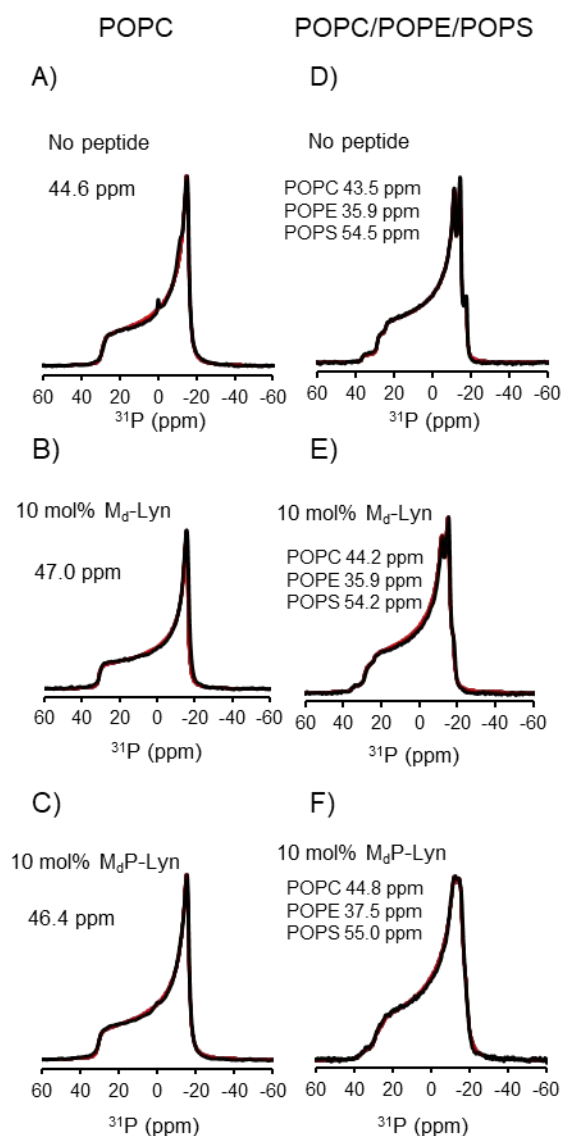 POPC
POPC/POPE/POPS
A)
No peptide
44.6 ppm
60 40 20 0 -20 -40 -60
³¹P (ppm)
D)
No peptide
POPC 43.5 ppm
POPE 35.9 ppm
POPS 54.5 ppm
60 40 20 0 -20 -40 -60
³¹P (ppm)
B)
10 mol% Md-Lyn
47.0 ppm
60 40 20 0 -20 -40 -60
³¹P (ppm)
E)
10 mol% Md-Lyn
POPC 44.2 ppm
POPE 35.9 ppm
POPS 54.2 ppm
60 40 20 0 -20 -40 -60
³¹P (ppm)
C)
10 mol% MdP-Lyn
46.4 ppm
60 40 20 0 -20 -40 -60
³¹P (ppm)
F)
10 mol% MdP-Lyn
POPC 44.8 ppm
POPE 37.5 ppm
POPS 55.0 ppm
60 40 20 0 -20 -40 -60
³¹P (ppm)